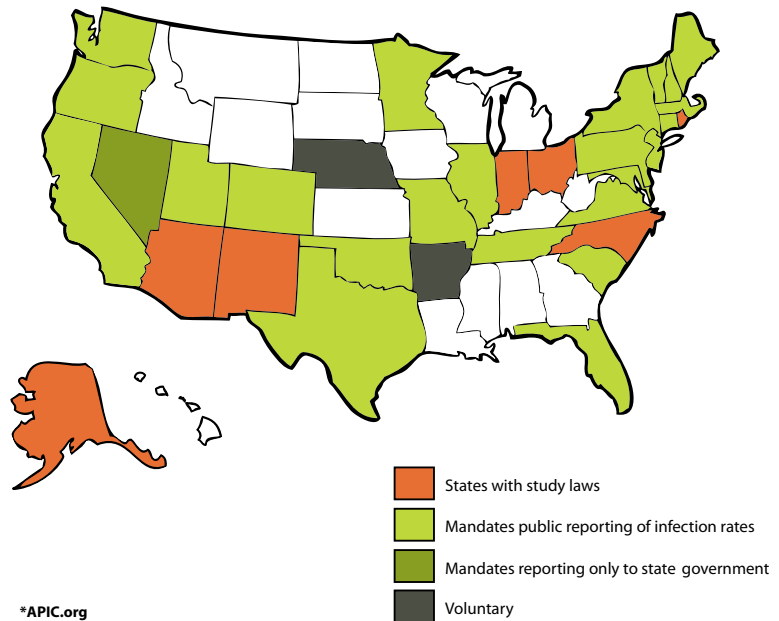 States with study laws
Mandates public reporting of infection rates
Mandates reporting only to state government
Voluntary
*APIC.org